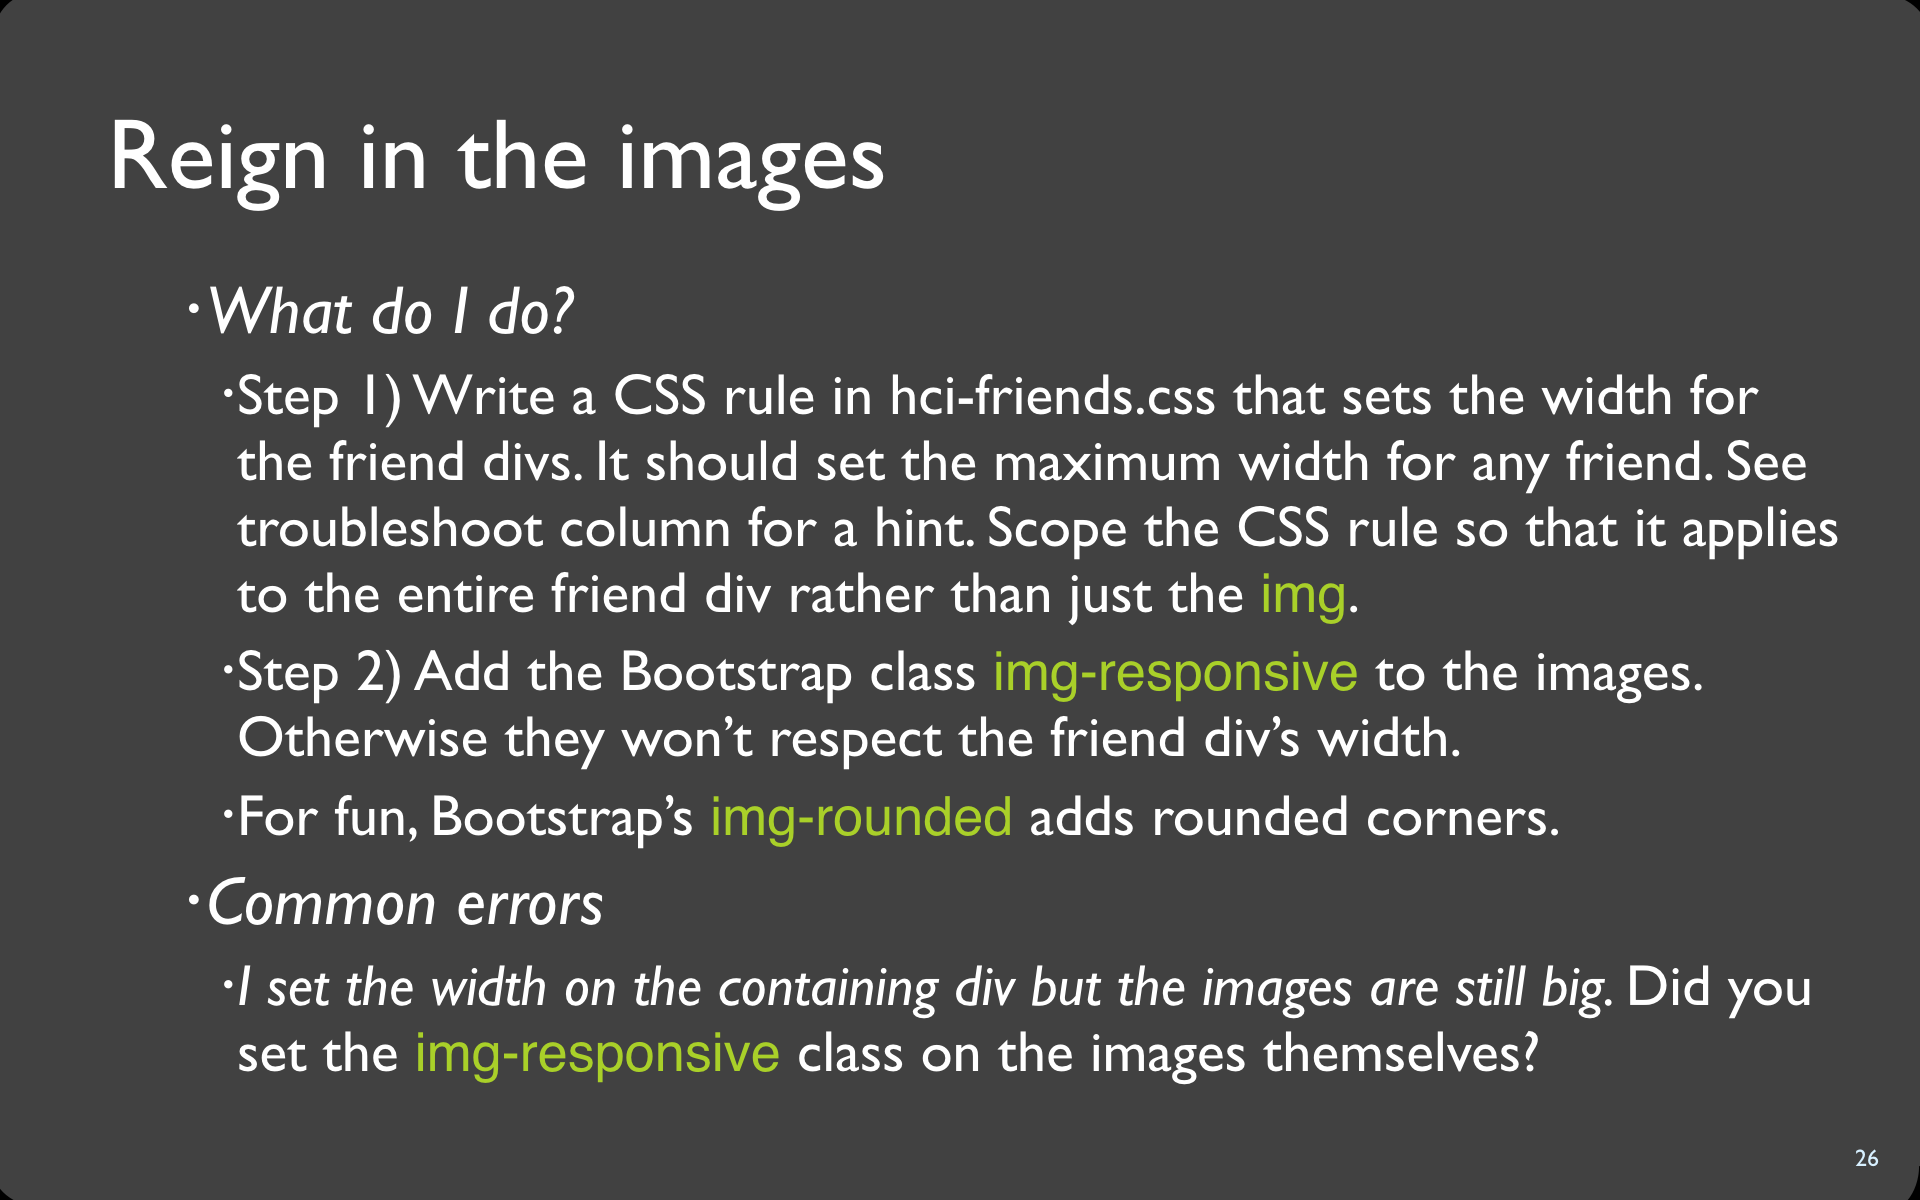 Reign in the images
·What do I do?
·Step 1) Write a CSS rule in hci-friends.css that sets the width for
the friend divs. It should set the maximum width for any friend. See
troubleshoot column for a hint. Scope the CSS rule so that it applies
to the entire friend div rather than just the img.
·Step 2) Add the Bootstrap class img-responsive to the images.
Otherwise they won’t respect the friend div’s width.
·For fun, Bootstrap’s img-rounded adds rounded corners.
·Common errors
·I set the width on the containing div but the images are still big. Did you
set the img-responsive class on the images themselves?
26